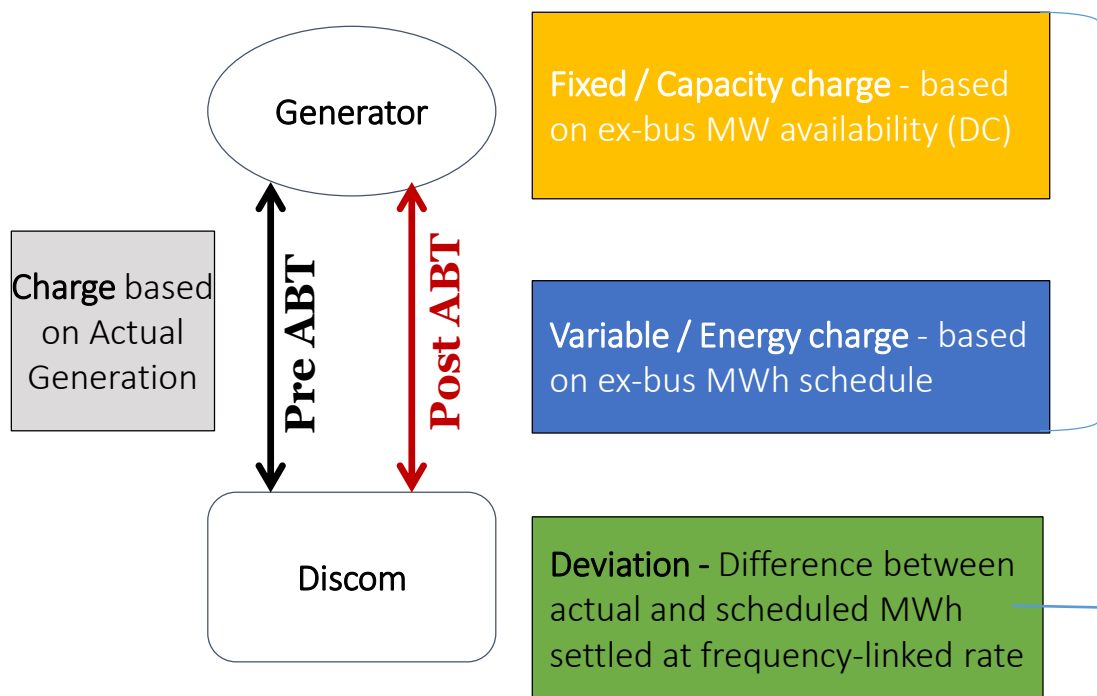 Generator
Fixed / Capacity charge - based
on ex-bus MW availability (DC)
Charge based
on Actual
Generation
Pre ABT
Post ABT
Variable / Energy charge - based
on ex-bus MWh schedule
Discom
Deviation - Difference between
actual and scheduled MWh
settled at frequency-linked rate